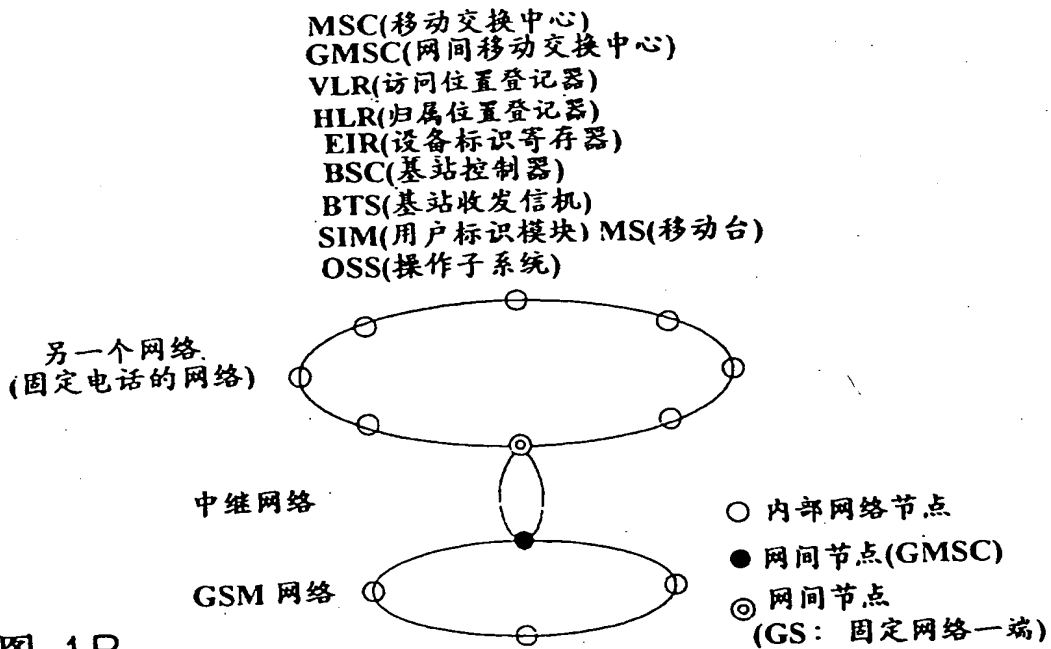 MSC(移动交换中心)
GMSC(网间移动交换中心)
VLR(访问位置登记器)
HLR(归属位置登记器)
EIR(设备标识寄存器)
BSC(基站控制器)
BTS(基站收发信机)
SIM(用户标识模块) MS(移动台)
OSS(操作子系统)
另一个网络
(固定电话的网络)
中继网络
GSM 网络
内部网络节点
网间节点(GMSC)
网间节点
(GS: 固定网络一端)
图 1B